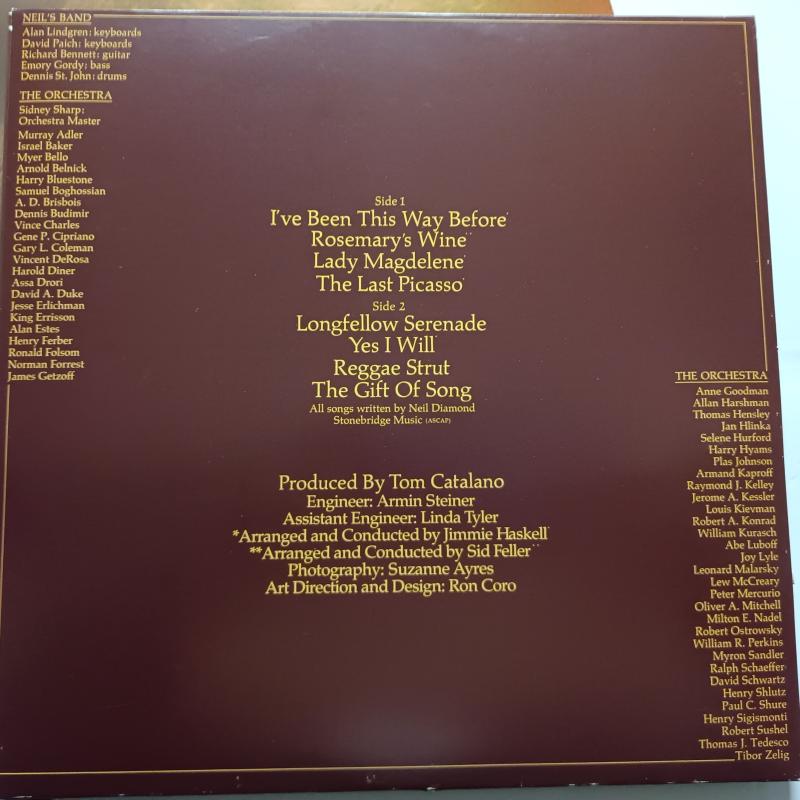 NEIL'S BAND
Alan Lindgren: keyboards
David Paich: keyboards
Richard Bennett: guitar
Emory Gordy: bass
Dennis St. John: drums
THE ORCHESTRA
Sidney Sharp:
Orchestra Master
Murray Adler
Israel Baker
Myer Bello
Arnold Belnick
Harry Bluestone
Samuel Boghossian
A. D. Brisbois
Dennis Budimir
Vince Charles
Gene P. Cipriano
Gary L. Coleman
Vincent DeRosa
Harold Diner
Assa Drori
David A. Duke
Jesse Erlichman
King Errisson
Alan Estes
Henry Ferber
Ronald Folsom
Norman Forrest
James Getzoff
Side 1
I've Been This Way Before*
Rosemary's Wine**
Lady Magdelene*
The Last Picasso*
Side 2
Longfellow Serenade
Yes I Will*
Reggae Strut
The Gift Of Song
All songs written by Neil Diamond
Stonebridge Music (ASCAP)
Produced By Tom Catalano
Engineer: Armin Steiner
Assistant Engineer: Linda Tyler
*Arranged and Conducted by Jimmie Haskell*
**Arranged and Conducted by Sid Feller**
Photography: Suzanne Ayres
Art Direction and Design: Ron Coro
THE ORCHESTRA
Anne Goodman
Allan Harshman
Thomas Hensley
Jan Hlinka
Selene Hurford
Harry Hyams
Plas Johnson
Armand Kaproff
Raymond J. Kelley
Jerome A. Kessler
Louis Kievman
Robert A. Konrad
William Kurasch
Abe Luboff
Joy Lyle
Leonard Malarsky
Lew McCreary
Peter Mercurio
Oliver A. Mitchell
Milton E. Nadel
Robert Ostrowsky
William R. Perkins
Myron Sandler
Ralph Schaeffer
David Schwartz
Henry Shlutz
Paul C. Shure
Henry Sigismonti
Robert Sushel
Thomas J. Tedesco
Tibor Zelig